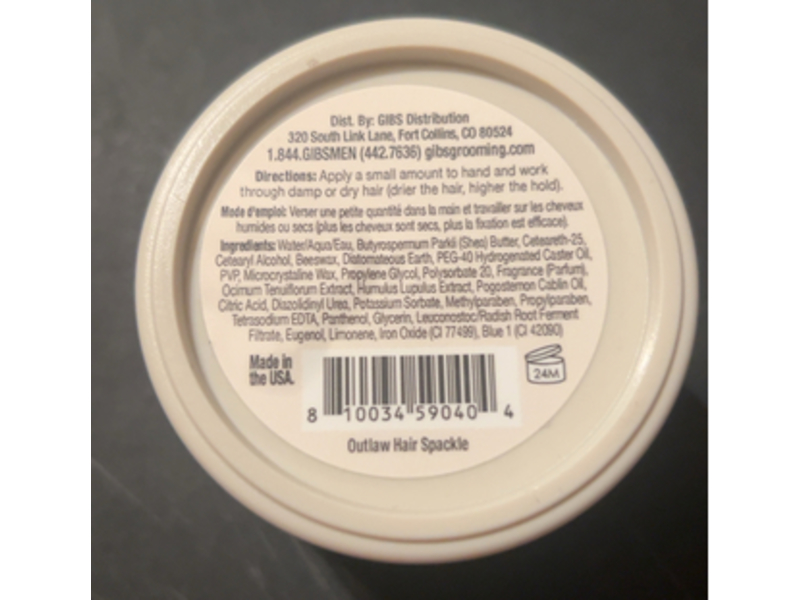 Dist. By: GIBS Distribution
320 South Link Lane, Fort Collins, CO 80524
1.844.GIBSMEN (442.7636) gibsgrooming.com
Directions: Apply a small amount to hand and work
through damp or dry hair (drier the hair, higher the hold).
Mode d'emploi: Verser une petite quantité dans la main et travailler sur les cheveux
humides ou secs (plus les cheveux sont secs, plus la fixation est efficace).
Ingredients: Water/Aqua/Eau, Butyrospermum Parkii (Shea) Butter, Ceteareth-25,
Cetearyl Alcohol, Beeswax, Diatomateous Earth, PEG-40 Hydrogenated Caster Oil,
PVP, Microcrystaline Wax, Propylene Glycol, Polysorbate 20, Fragrance (Parfum),
Ocimum Tenuiflorum Extract, Humulus Lupulus Extract, Pogostemon Cablin Oil,
Citric Acid, Diazolidinyl Urea, Potassium Sorbate, Methylparaben, Propylparaben,
Tetrasodium EDTA, Panthenol, Glycerin, Leuconostoc/Radish Root Ferment
Filtrate, Eugenol, Limonene, Iron Oxide (CI 77499), Blue 1 (CI 42090)
Made in
the USA.
24M
8 10034 59040 4
Outlaw Hair Spackle